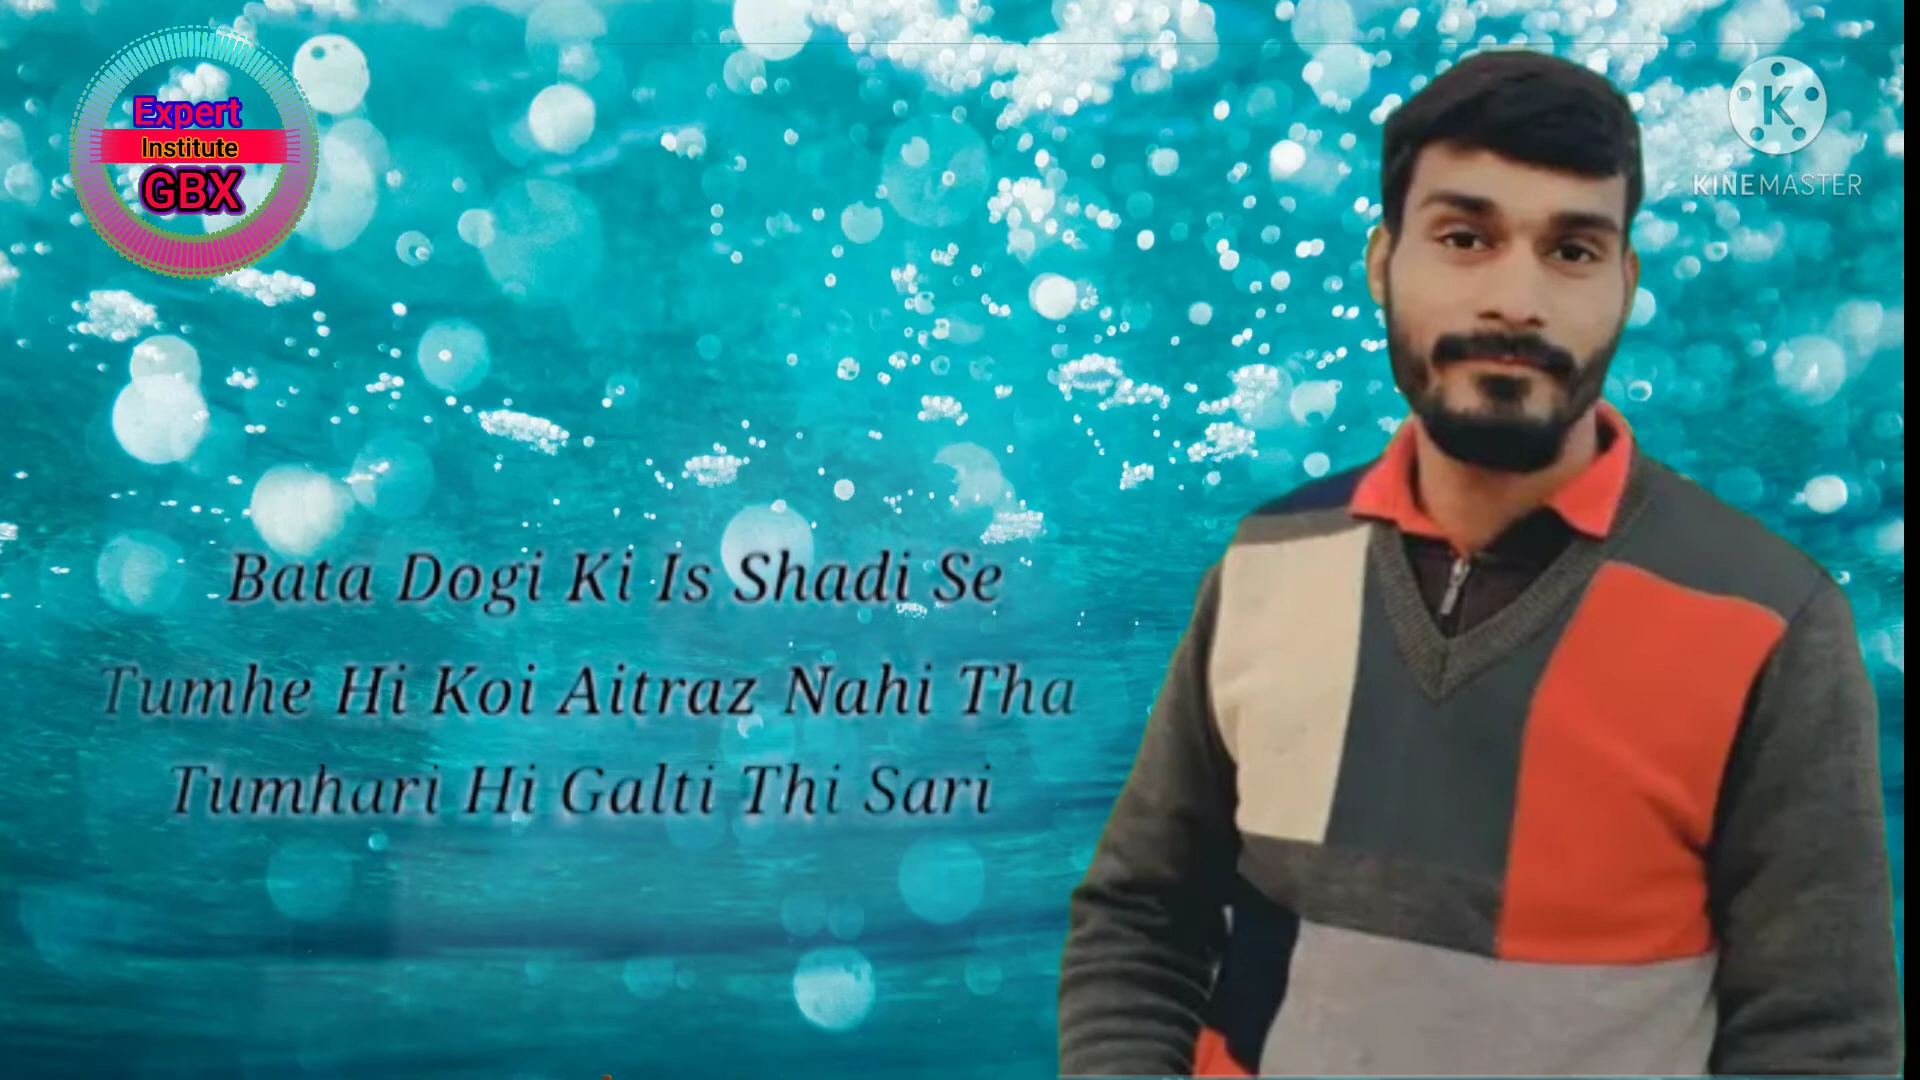 Expert
Institute
GBX
K
KINEMASTER
Bata Dogi Ki Is Shadi Se
Tumhe Hi Koi Aitraz Nahi Tha
Tumhari Hi Galti Thi Sari